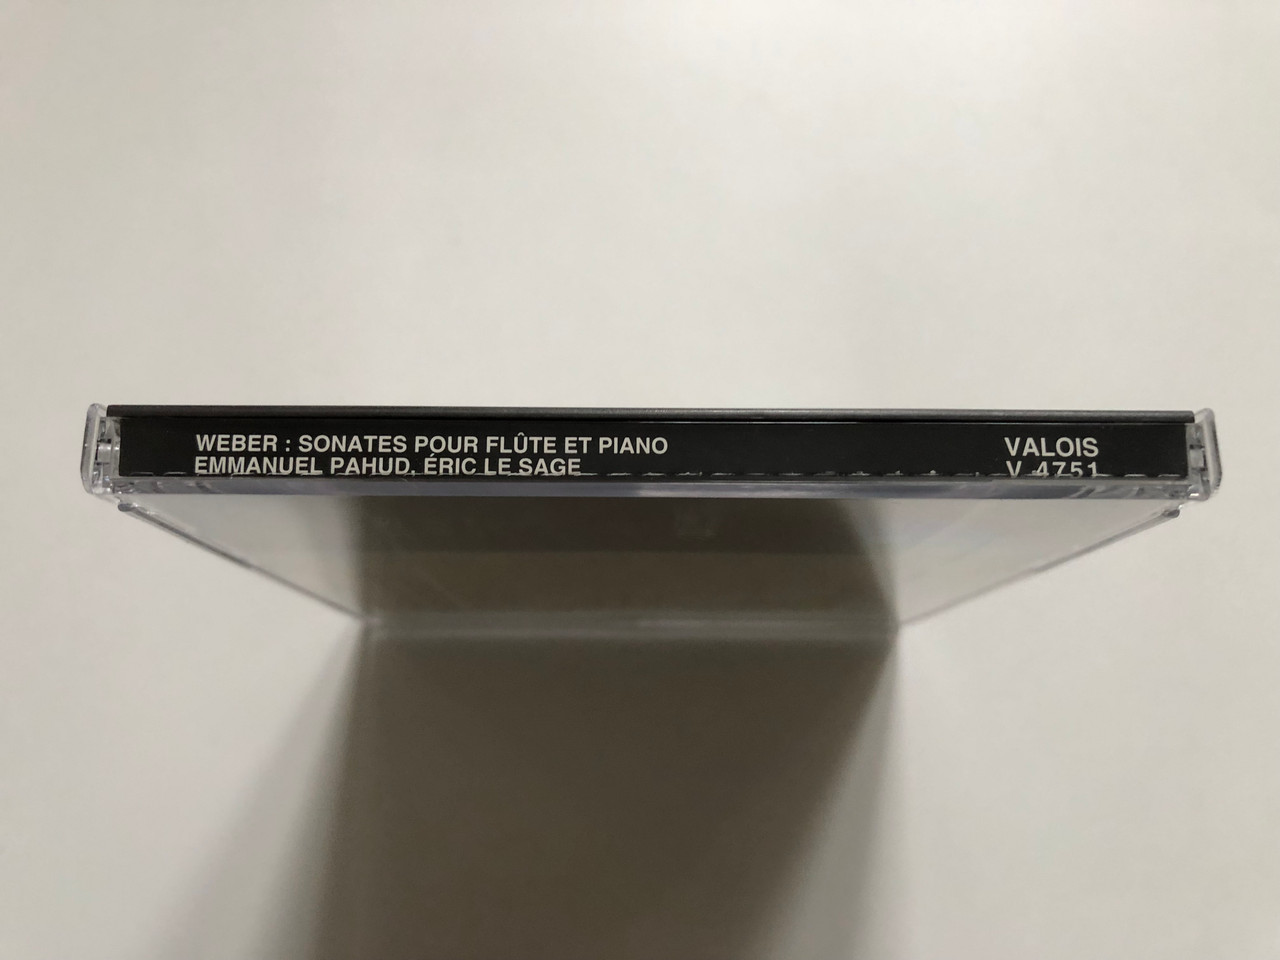 WEBER : SONATES POUR FLÛTE ET PIANO
EMMANUEL PAHUD, ÉRIC LE SAGE
VALOIS
V 4751